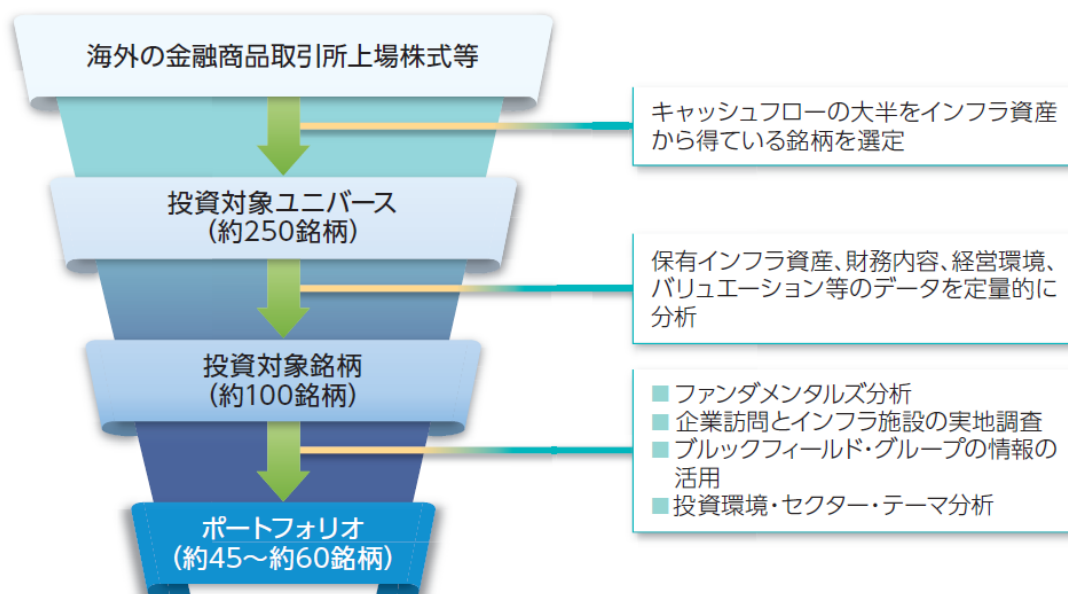 海外の金融商品取引所上場株式等
キャッシュフローの大半をインフラ資産
から得ている銘柄を選定
投資対象ユニバース
(約250銘柄)
保有インフラ資産、財務内容、経営環境、
バリュエーション等のデータを定量的に
分析
投資対象銘柄
(約100銘柄)
■ ファンダメンタルズ分析
■ 企業訪問とインフラ施設の実地調査
■ ブルックフィールド・グループの情報の
活用
■ 投資環境・セクター・テーマ分析
ポートフォリオ
(約45～約60銘柄)